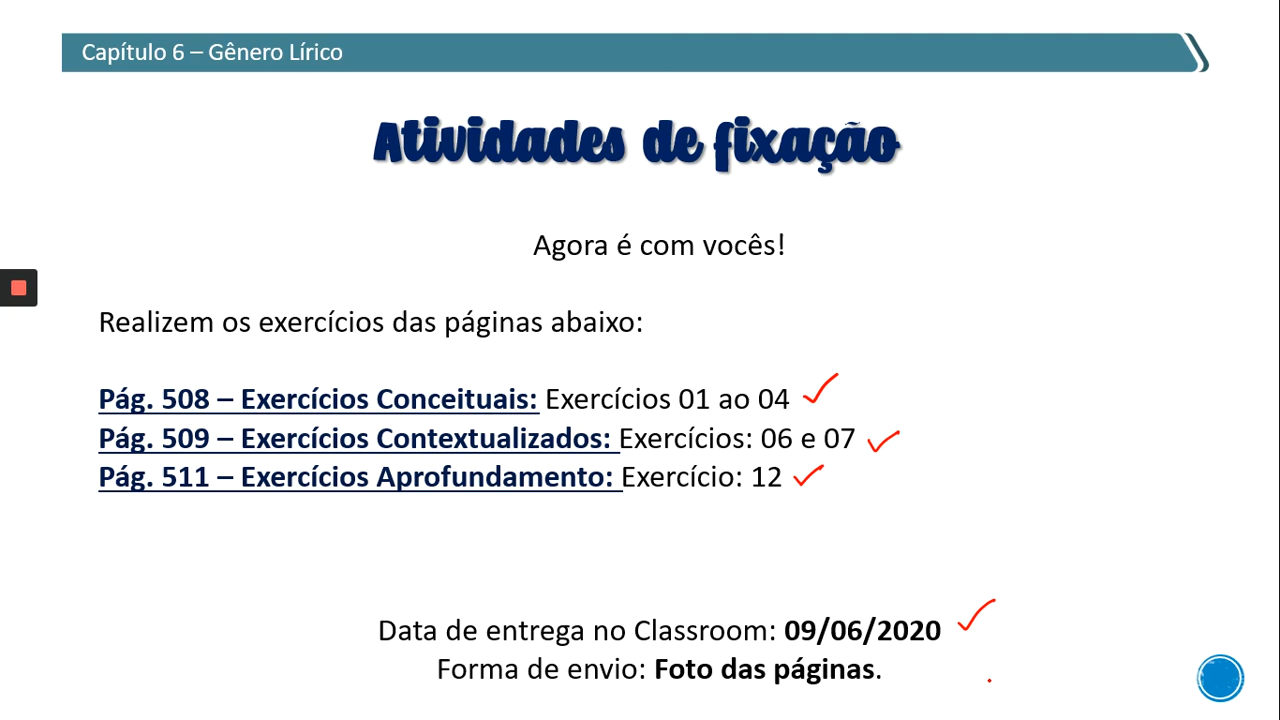 Capítulo 6 – Gênero Lírico
Atividades de fixação
Agora é com vocês!
Realizem os exercícios das páginas abaixo:
Pág. 508 – Exercícios Conceituais: Exercícios 01 ao 04
Pág. 509 – Exercícios Contextualizados: Exercícios: 06 e 07
Pág. 511 – Exercícios Aprofundamento: Exercício: 12
Data de entrega no Classroom: 09/06/2020
Forma de envio: Foto das páginas.